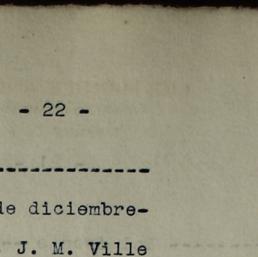 - 22 -
de diciembre-
. J. M. Ville